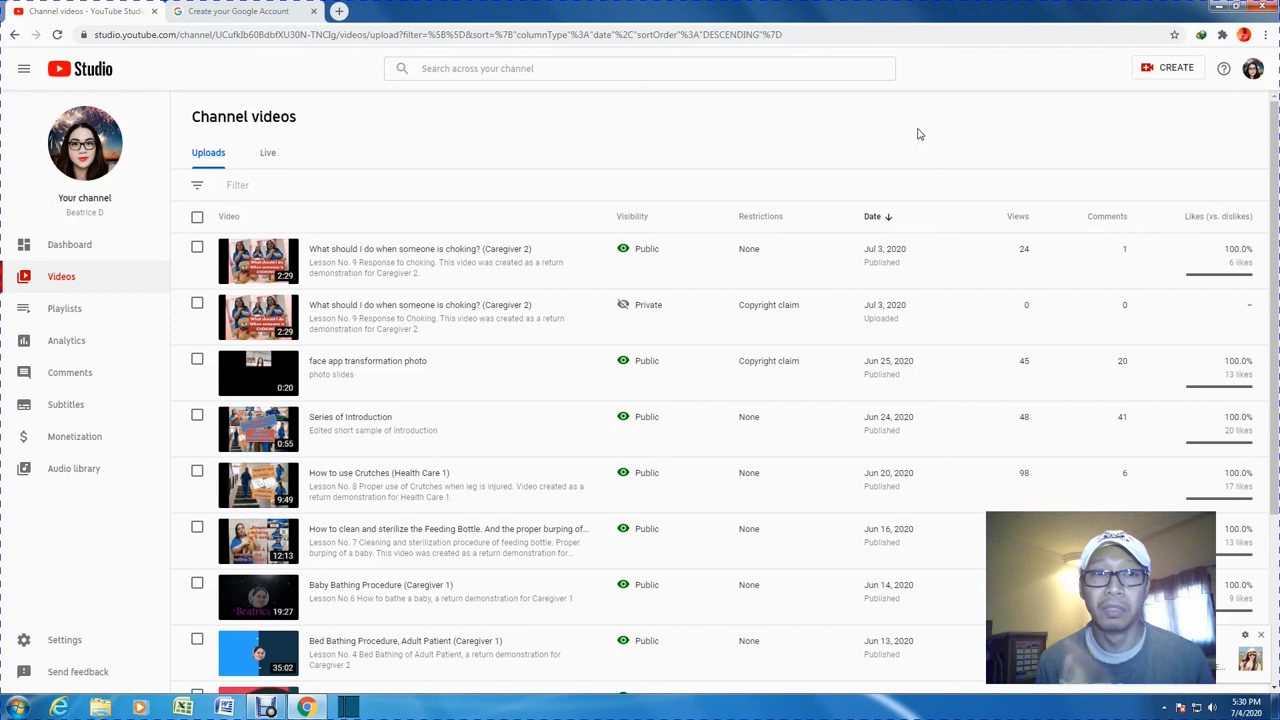 Channel videos - YouTube Studio
Create your Google Account
studio.youtube.com/channel/UCufkIb60BdbfXU30N-TNCIg/videos/upload?filter=%5B%5D&sort=%7B"columnType"%3A"date"%2C"sortOrder"%3A"DESCENDING"%7D
Studio
Search across your channel
CREATE
Your channel
Beatrice D
Dashboard
Videos
Playlists
Analytics
Comments
Subtitles
Monetization
Audio library
Settings
Send feedback
Channel videos
Uploads Live
Filter
Video Visibility Restrictions Date Views Comments Likes (vs. dislikes)
What should I do when someone is choking? (Caregiver 2) Public None Jul 3, 2020 24 1 100.0%
Lesson No. 9 Response to choking. This video was created as a return Published 6 likes
demonstration for Caregiver 2.
2:29
What should I do when someone is choking? (Caregiver 2) Private Copyright claim Jul 3, 2020 0 0 –
Lesson No. 9 Response to Choking. This video was created as a return Uploaded
demonstration for Caregiver 2.
2:29
face app transformation photo Public Copyright claim Jun 25, 2020 45 20 100.0%
photo slides Published 13 likes
0:20
Series of Introduction Public None Jun 24, 2020 48 41 100.0%
Edited short sample of introduction Published 20 likes
0:55
How to use Crutches (Health Care 1) Public None Jun 20, 2020 98 6 100.0%
Lesson No. 8 Proper use of Crutches when leg is injured. Video created as a Published 17 likes
return demonstration for Health Care 1.
9:49
How to clean and sterilize the Feeding Bottle. And the proper burping of... Public None Jun 16, 2020 100.0%
Lesson No. 7 Cleaning and sterilization procedure of feeding bottle. Proper Published 13 likes
burping of a baby. This video was created as a return demonstration for...
12:13
Baby Bathing Procedure (Caregiver 1) Public None Jun 14, 2020 100.0%
Lesson No.6 How to bathe a baby, a return demonstration for Caregiver 1 Published 9 likes
Beatrice 19:27
Bed Bathing Procedure, Adult Patient (Caregiver 1) Public None Jun 13, 2020
Lesson No. 4 Bed Bathing of Adult Patient, a return demonstration for Published
Caregiver 2
35:02
5:30 PM
7/4/2020